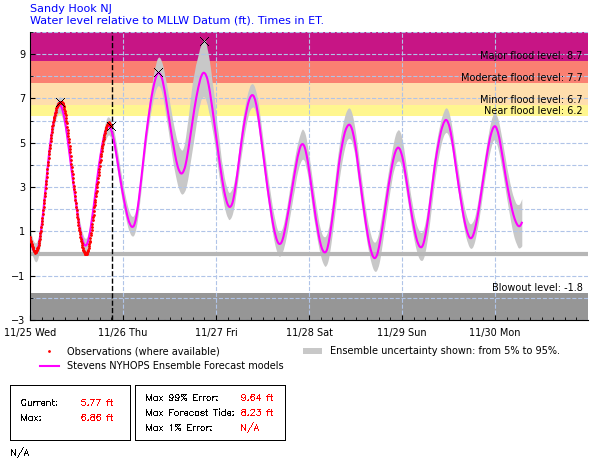 Sandy Hook NJ
Water level relative to MLLW Datum (ft). Times in ET.
9
7
5
3
1
−1
−3
Major flood level: 8.7
Moderate flood level: 7.7
Minor flood level: 6.7
Near flood level: 6.2
Blowout level: -1.8
11/25 Wed 11/26 Thu 11/27 Fri 11/28 Sat 11/29 Sun 11/30 Mon
Observations (where available)
Stevens NYHOPS Ensemble Forecast models
Ensemble uncertainty shown: from 5% to 95%.
Current: 5.77 ft
Max: 6.86 ft
Max 99% Error: 9.64 ft
Max Forecast Tide: 8.23 ft
Max 1% Error: N/A
N/A